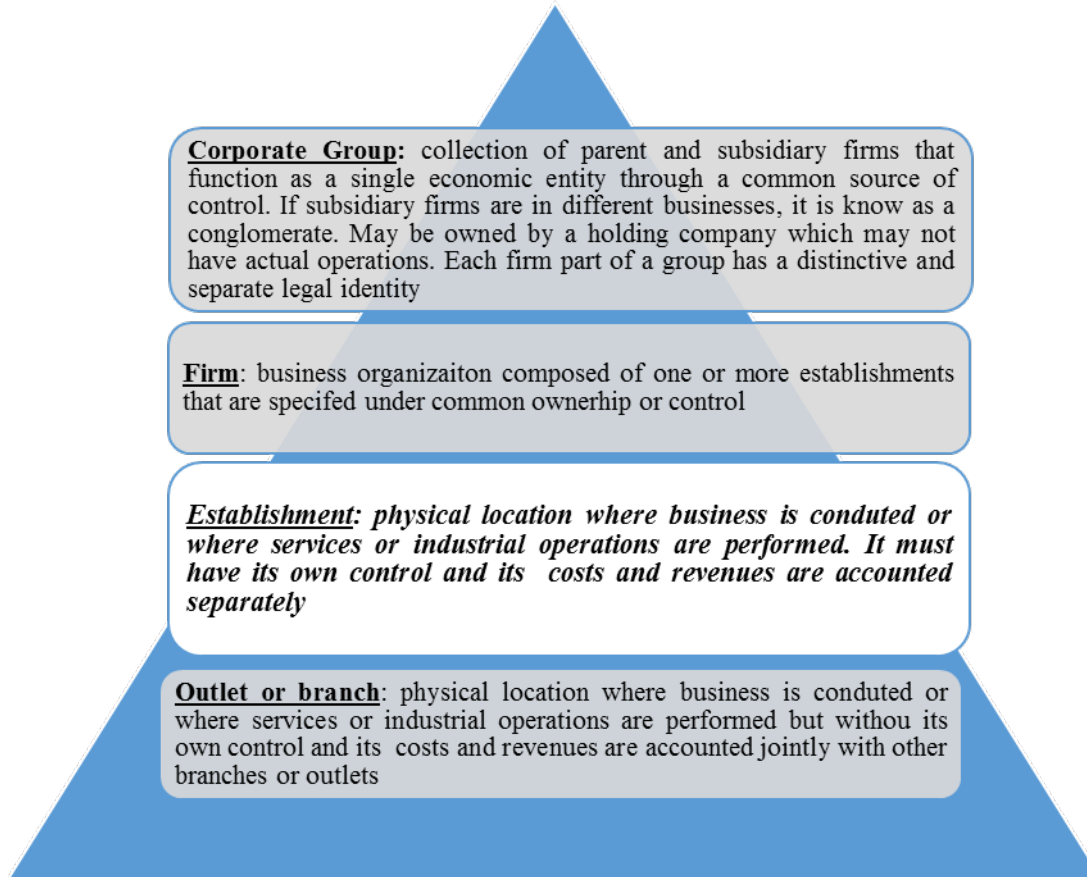 Corporate Group: collection of parent and subsidiary firms that
function as a single economic entity through a common source of
control. If subsidiary firms are in different businesses, it is know as a
conglomerate. May be owned by a holding company which may not
have actual operations. Each firm part of a group has a distinctive and
separate legal identity
Firm: business organizaiton composed of one or more establishments
that are specifed under common ownerhip or control
Establishment: physical location where business is conduted or
where services or industrial operations are performed. It must
have its own control and its costs and revenues are accounted
separately
Outlet or branch: physical location where business is conduted or
where services or industrial operations are performed but withou its
own control and its costs and revenues are accounted jointly with other
branches or outlets